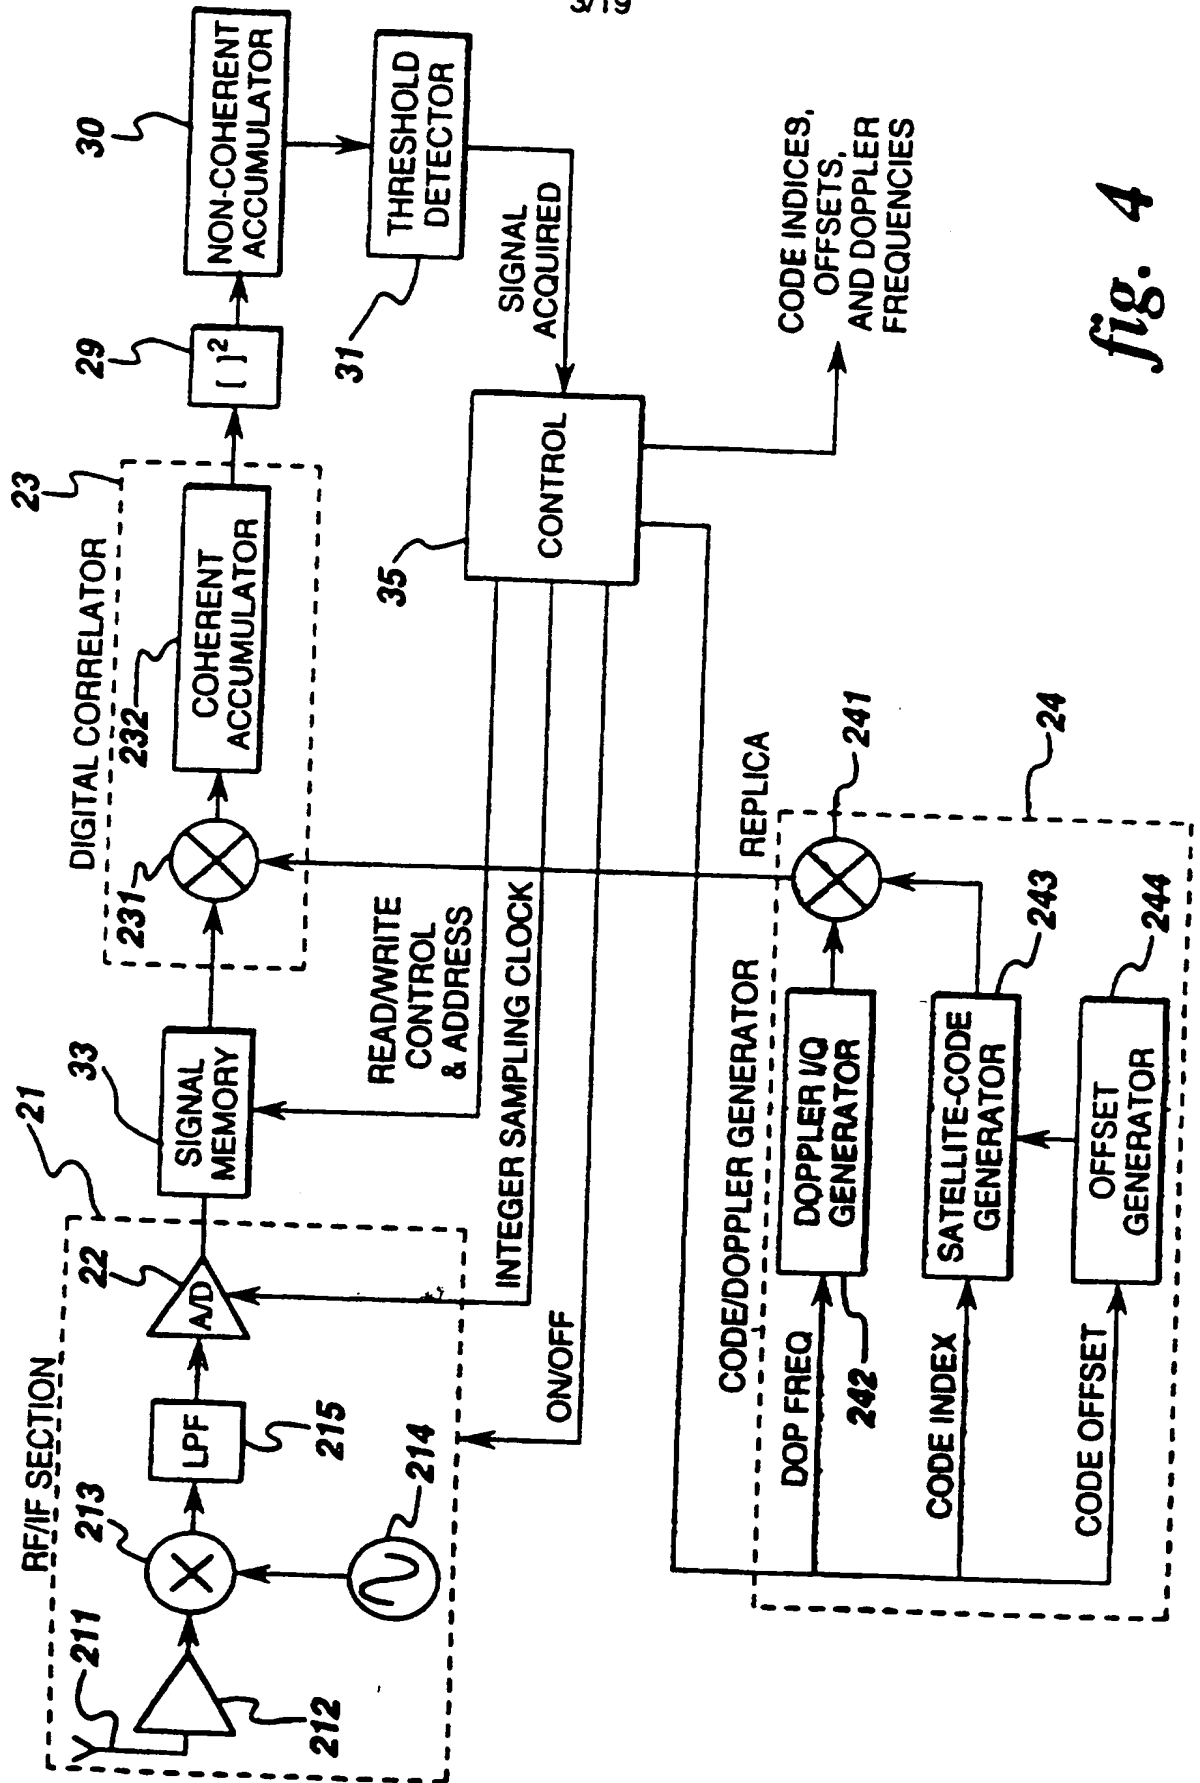 3/19
RF/IF SECTION
211
212
213
214
LPF
215
A/D
22
21
SIGNAL
MEMORY
33
DIGITAL CORRELATOR
23
231
232
COHERENT
ACCUMULATOR
[ ]²
29
NON-COHERENT
ACCUMULATOR
30
THRESHOLD
DETECTOR
31
SIGNAL
ACQUIRED
CONTROL
35
READ/WRITE
CONTROL
& ADDRESS
INTEGER SAMPLING CLOCK
ON/OFF
CODE INDICES,
OFFSETS,
AND DOPPLER
FREQUENCIES
CODE/DOPPLER GENERATOR
REPLICA
241
24
DOP FREQ
DOPPLER I/Q
GENERATOR
242
CODE INDEX
SATELLITE-CODE
GENERATOR
243
CODE OFFSET
OFFSET
GENERATOR
244
fig. 4